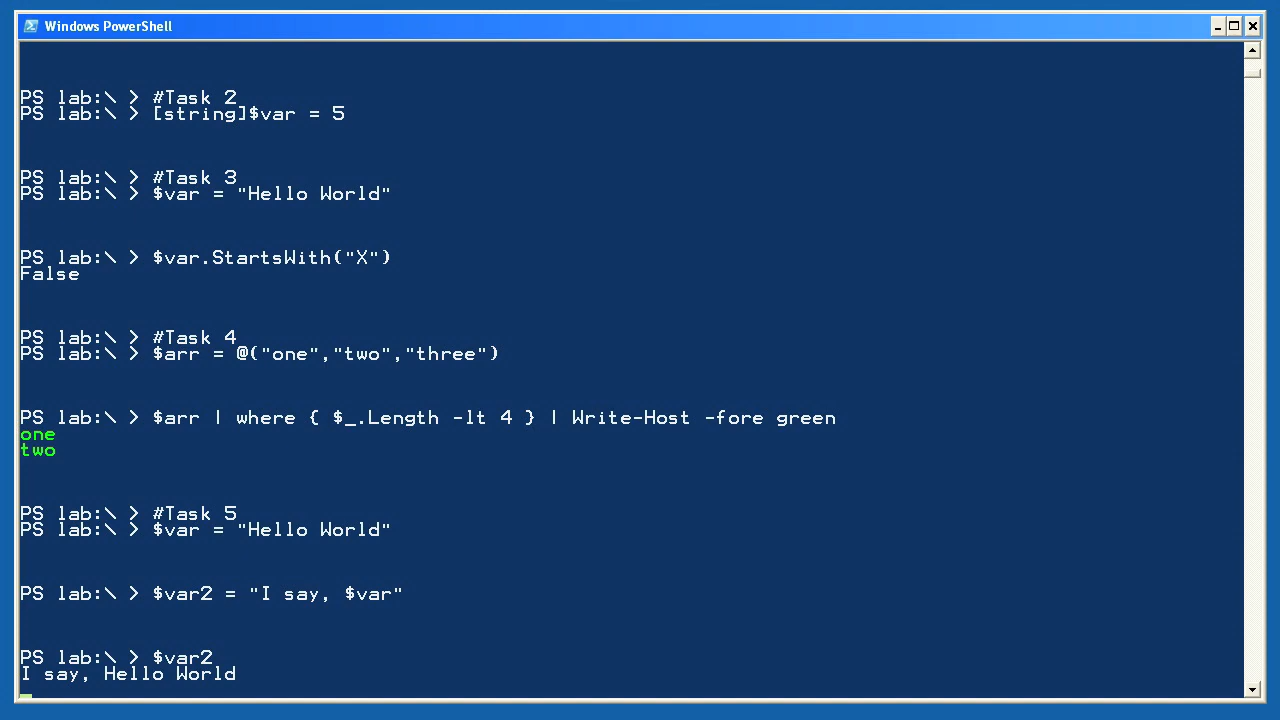 Windows PowerShell
PS lab:\ > #Task 2
PS lab:\ > [string]$var = 5
PS lab:\ > #Task 3
PS lab:\ > $var = "Hello World"
PS lab:\ > $var.StartsWith("X")
False
PS lab:\ > #Task 4
PS lab:\ > $arr = @("one","two","three")
PS lab:\ > $arr | where { $_.Length -lt 4 } | Write-Host -fore green
one
two
PS lab:\ > #Task 5
PS lab:\ > $var = "Hello World"
PS lab:\ > $var2 = "I say, $var"
PS lab:\ > $var2
I say, Hello World